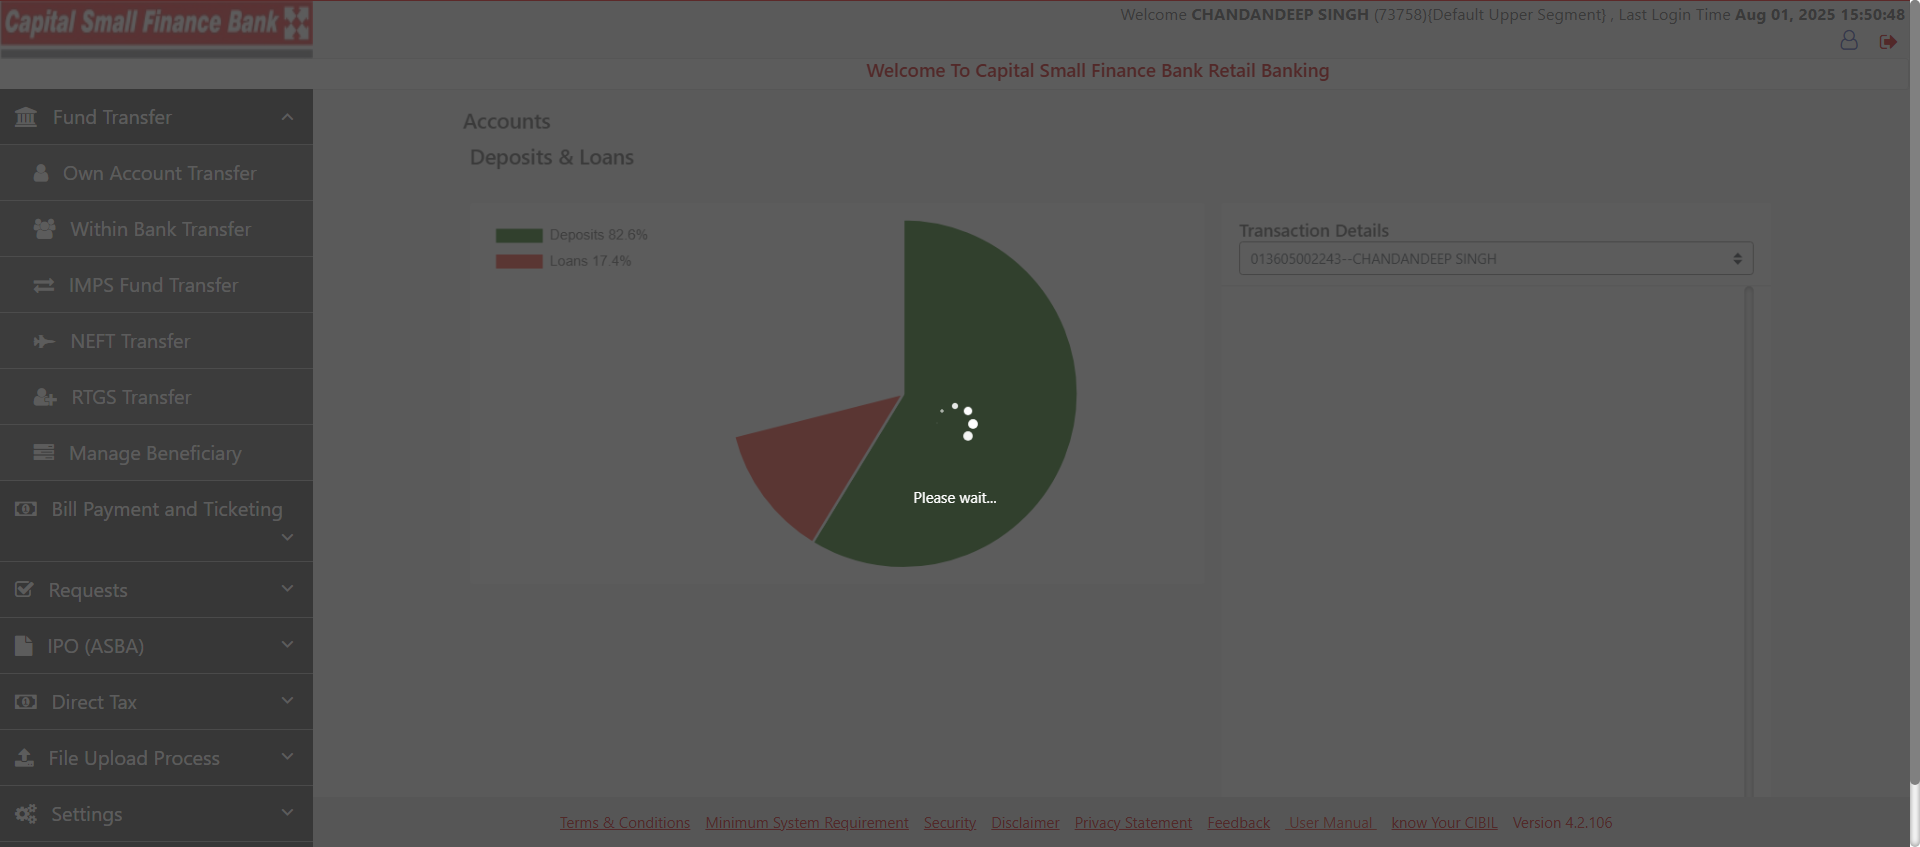 Capital Small Finance Bank
Welcome CHANDANDEEP SINGH (73758){Default Upper Segment} , Last Login Time Aug 01, 2025 15:50:48
Welcome To Capital Small Finance Bank Retail Banking
Fund Transfer
Own Account Transfer
Within Bank Transfer
IMPS Fund Transfer
NEFT Transfer
RTGS Transfer
Manage Beneficiary
Bill Payment and Ticketing
Requests
IPO (ASBA)
Direct Tax
File Upload Process
Settings
Accounts
Deposits & Loans
Deposits 82.6%
Loans 17.4%
Please wait...
Transaction Details
013605002243--CHANDANDEEP SINGH
Terms & Conditions Minimum System Requirement Security Disclaimer Privacy Statement Feedback User Manual know Your CIBIL Version 4.2.106